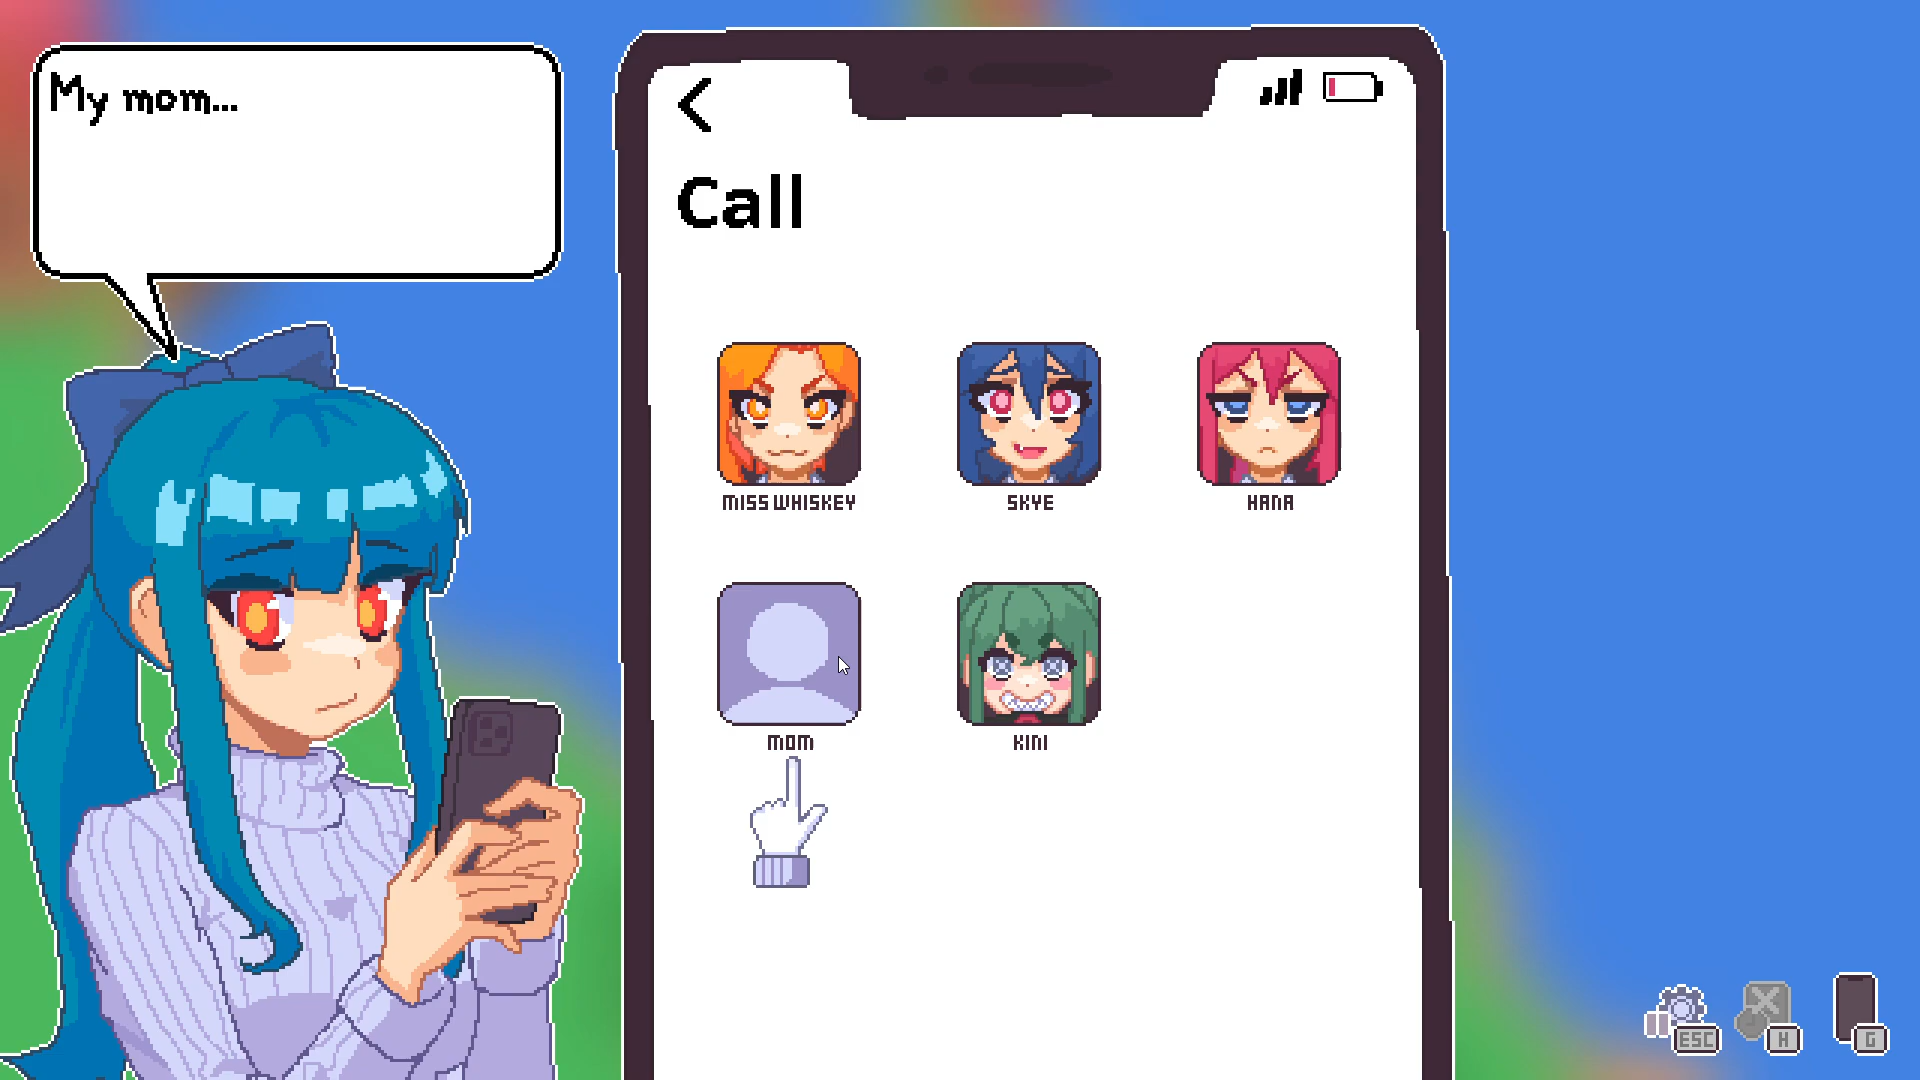 My mom...
Call
MISS WHISKEY
SKYE
HANA
MOM
KINI
ESC
H
G